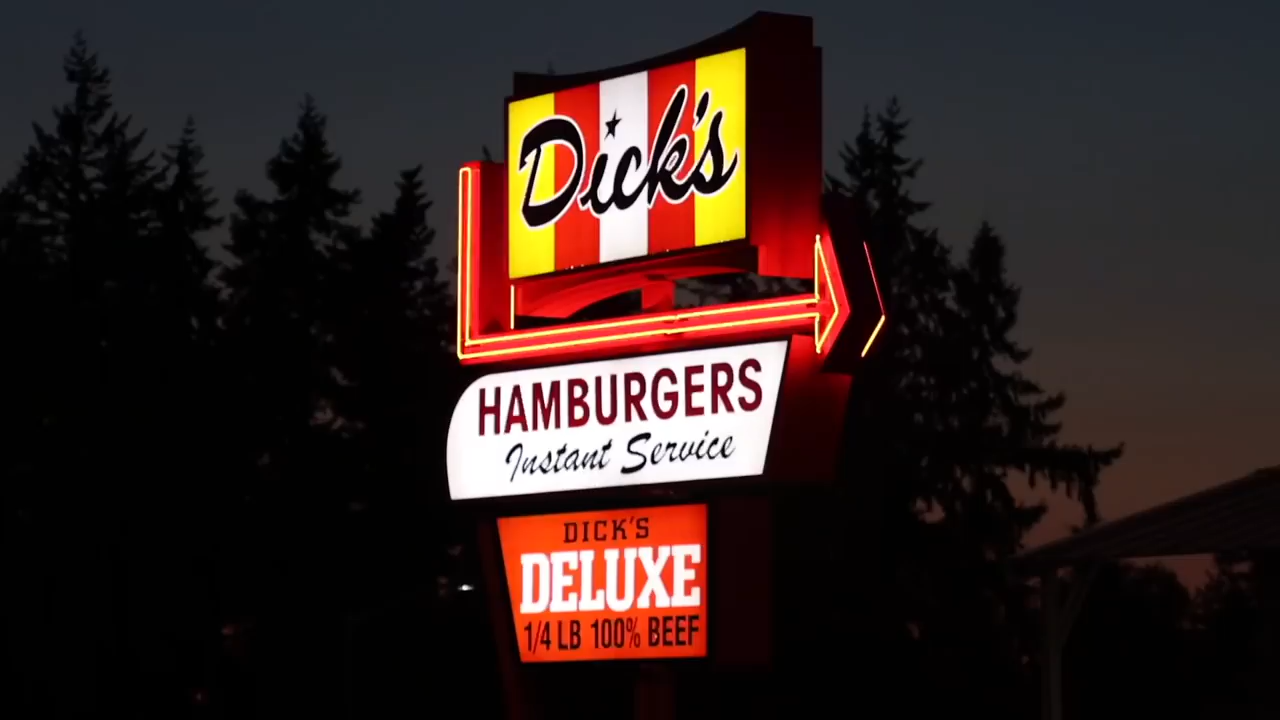 Dick's
HAMBURGERS
Instant Service
DICK'S
DELUXE
1/4 LB 100% BEEF